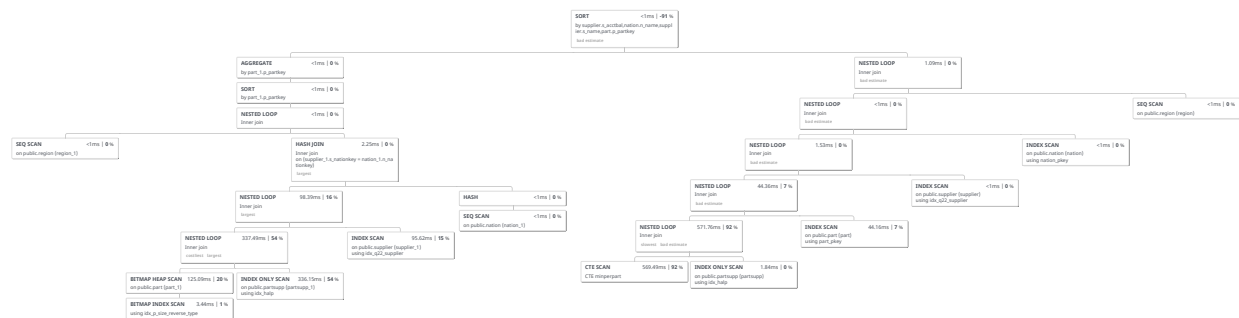 SORT <1ms | -91 %
by supplier.s_acctbal,nation.n_name,suppl
ier.s_name,part.p_partkey
bad estimate
AGGREGATE <1ms | 0 %
by part_1.p_partkey
SORT <1ms | 0 %
by part_1.p_partkey
NESTED LOOP <1ms | 0 %
Inner join
SEQ SCAN <1ms | 0 %
on public.region (region_1)
HASH JOIN 2.25ms | 0 %
Inner join
on (supplier_1.s_nationkey = nation_1.n_na
tionkey)
largest
NESTED LOOP 98.39ms | 16 %
Inner join
largest
HASH <1ms | 0 %
SEQ SCAN <1ms | 0 %
on public.nation (nation_1)
NESTED LOOP 337.49ms | 54 %
Inner join
costliest largest
INDEX SCAN 95.62ms | 15 %
on public.supplier (supplier_1)
using idx_q22_supplier
BITMAP HEAP SCAN 125.09ms | 20 %
on public.part (part_1)
INDEX ONLY SCAN 336.15ms | 54 %
on public.partsupp (partsupp_1)
using idx_halp
BITMAP INDEX SCAN 3.44ms | 1 %
using idx_p_size_reverse_type
NESTED LOOP 1.09ms | 0 %
Inner join
bad estimate
NESTED LOOP <1ms | 0 %
Inner join
bad estimate
SEQ SCAN <1ms | 0 %
on public.region (region)
NESTED LOOP 1.53ms | 0 %
Inner join
bad estimate
INDEX SCAN <1ms | 0 %
on public.nation (nation)
using nation_pkey
NESTED LOOP 44.36ms | 7 %
Inner join
bad estimate
INDEX SCAN <1ms | 0 %
on public.supplier (supplier)
using idx_q22_supplier
NESTED LOOP 571.76ms | 92 %
Inner join
slowest bad estimate
INDEX SCAN 44.16ms | 7 %
on public.part (part)
using part_pkey
CTE SCAN 569.49ms | 92 %
CTE minperpart
INDEX ONLY SCAN 1.84ms | 0 %
on public.partsupp (partsupp)
using idx_halp